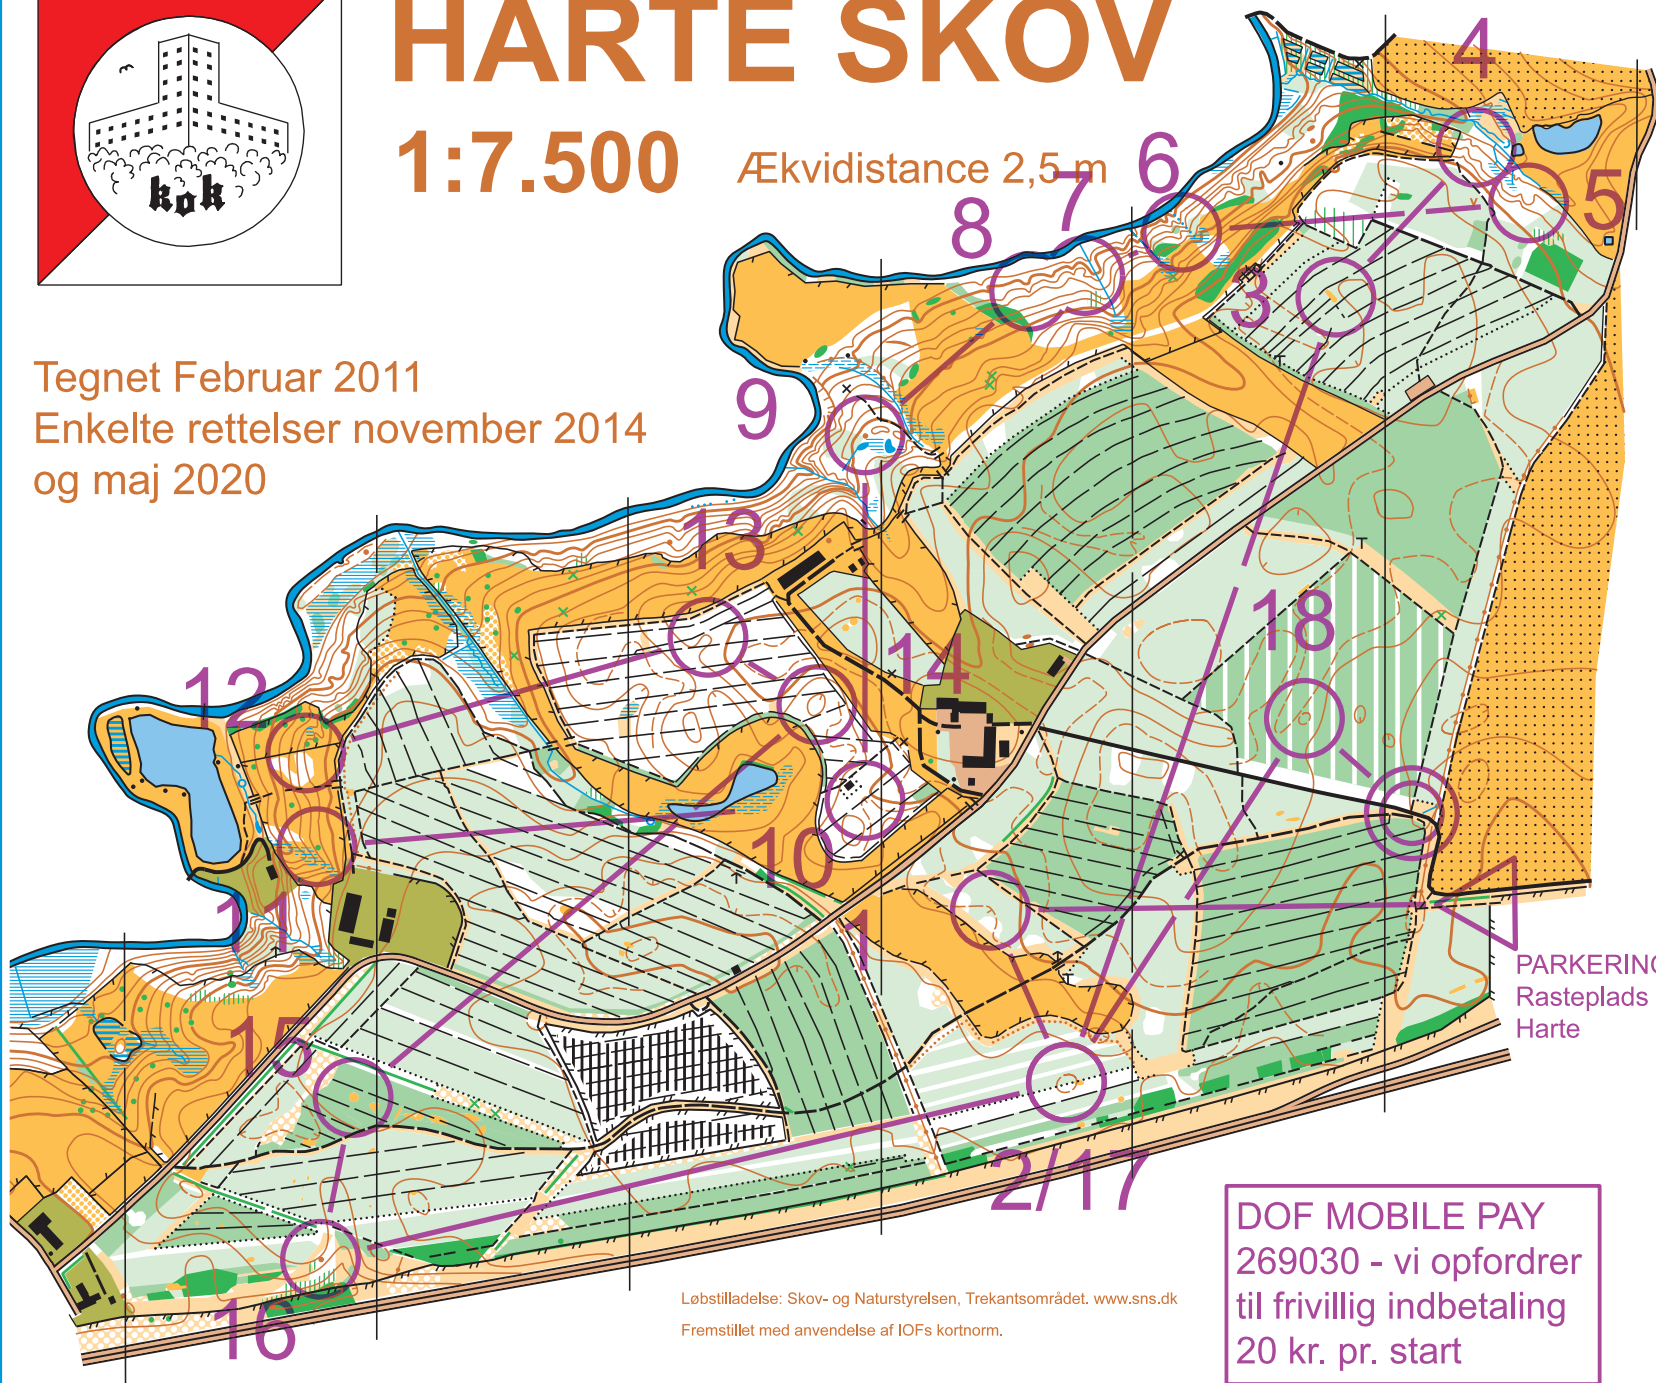 HARTE SKOV
1:7.500
Ækvidistance 2,5 m
kok
Tegnet Februar 2011
Enkelte rettelser november 2014
og maj 2020
4
6
7
8
5
3
9
13
18
14
12
10
11
1
15
2/17
16
PARKERING
Rasteplads
Harte
DOF MOBILE PAY
269030 - vi opfordrer
til frivillig indbetaling
20 kr. pr. start
Løbstilladelse: Skov- og Naturstyrelsen, Trekantsområdet. www.sns.dk
Fremstillet med anvendelse af IOFs kortnorm.